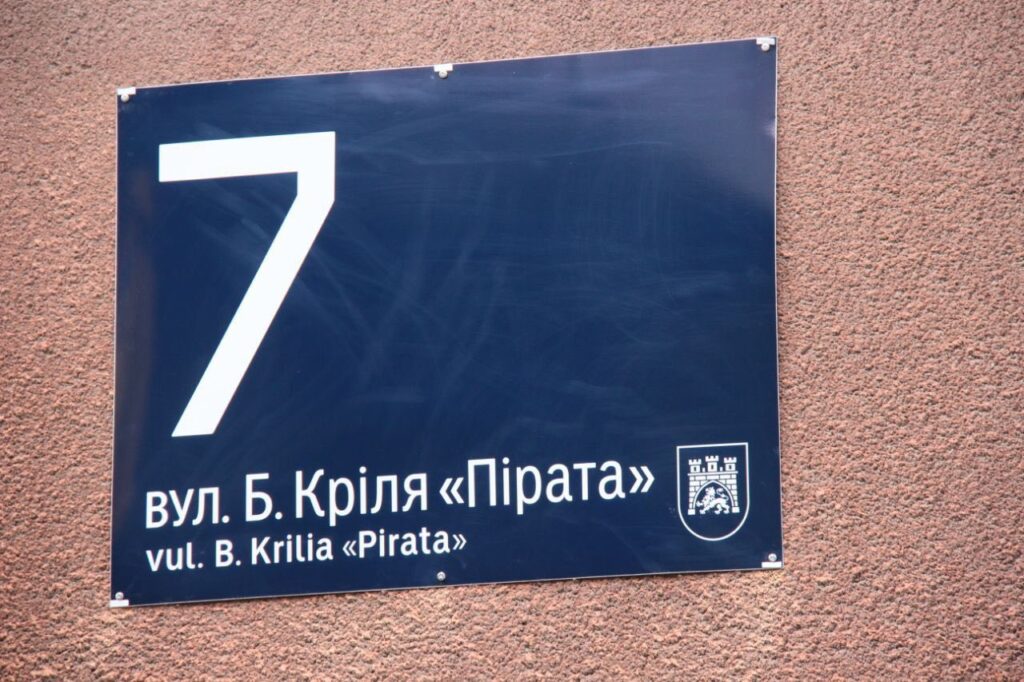 7
вул. Б. Кріля «Пірата»
vul. B. Krilia «Pirata»